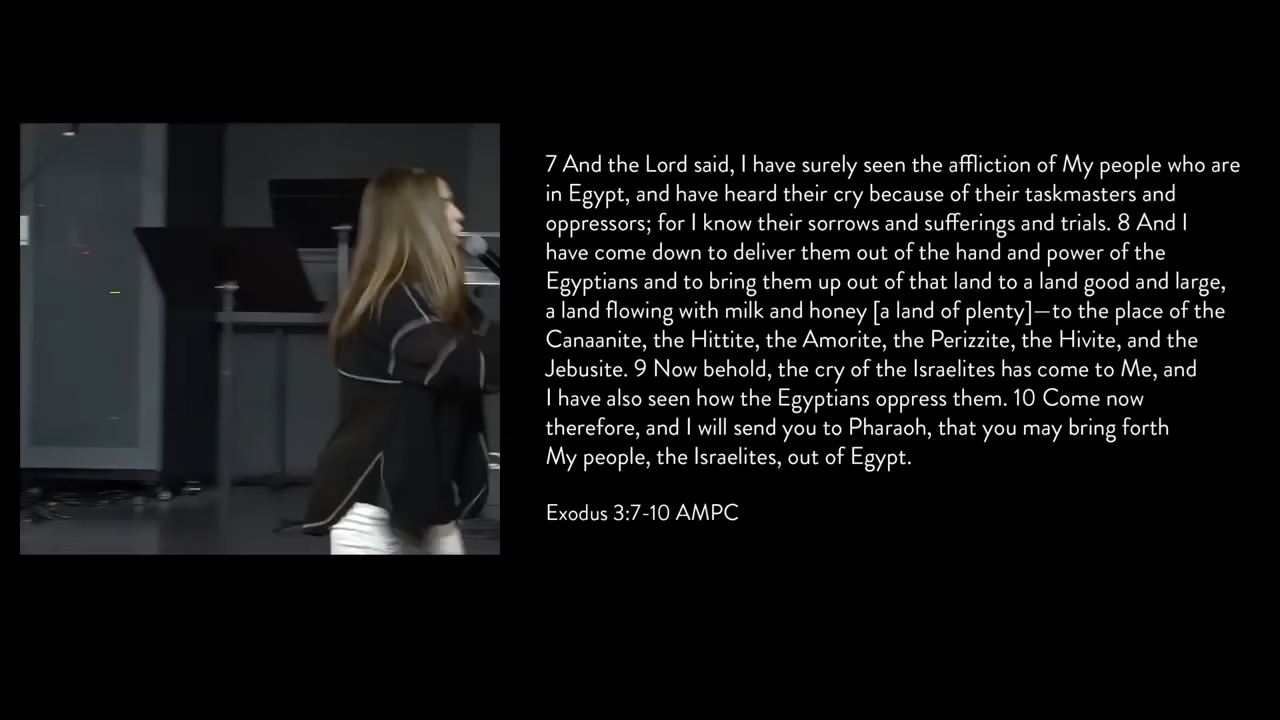 7 And the Lord said, I have surely seen the affliction of My people who are
in Egypt, and have heard their cry because of their taskmasters and
oppressors; for I know their sorrows and sufferings and trials. 8 And I
have come down to deliver them out of the hand and power of the
Egyptians and to bring them up out of that land to a land good and large,
a land flowing with milk and honey [a land of plenty]—to the place of the
Canaanite, the Hittite, the Amorite, the Perizzite, the Hivite, and the
Jebusite. 9 Now behold, the cry of the Israelites has come to Me, and
I have also seen how the Egyptians oppress them. 10 Come now
therefore, and I will send you to Pharaoh, that you may bring forth
My people, the Israelites, out of Egypt.
Exodus 3:7-10 AMPC